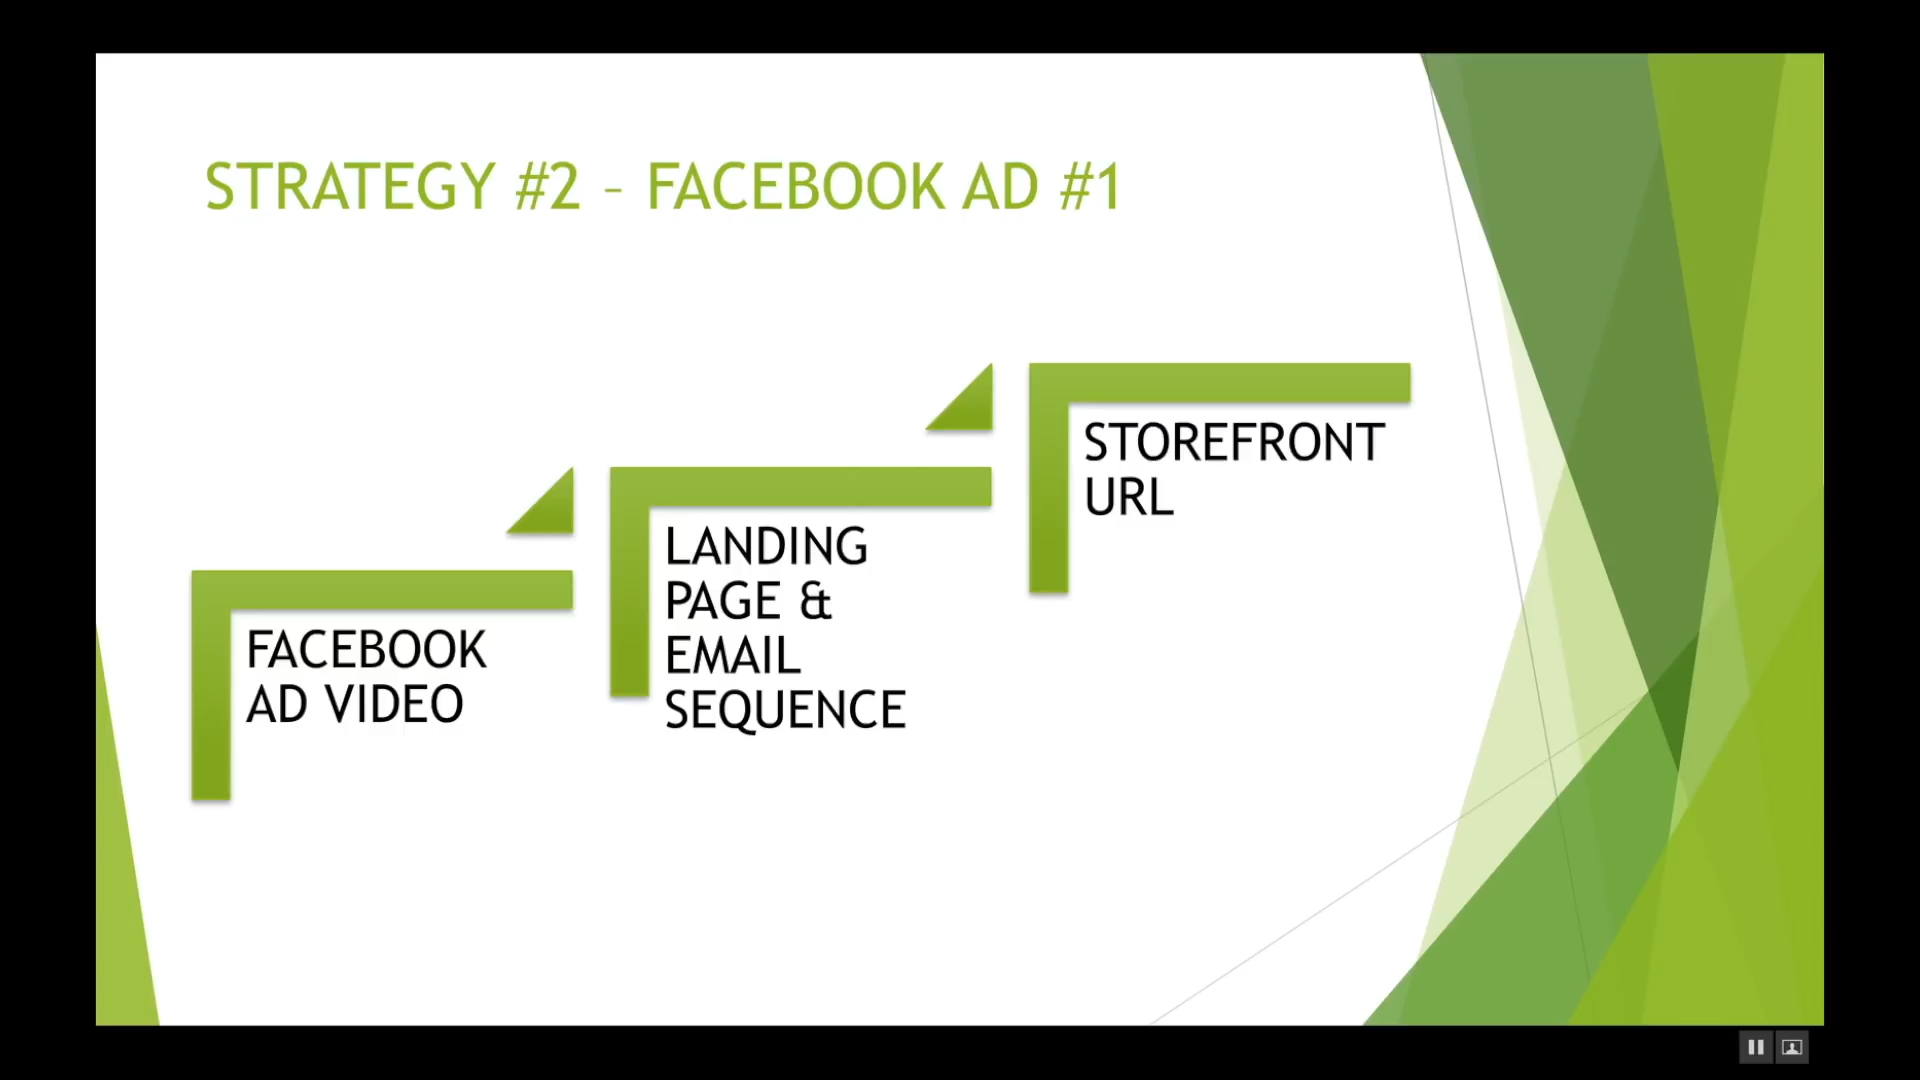 STRATEGY #2 – FACEBOOK AD #1
FACEBOOK
AD VIDEO
LANDING
PAGE &
EMAIL
SEQUENCE
STOREFRONT
URL